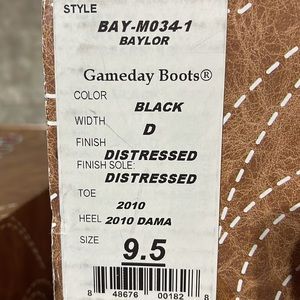 STYLE
BAY-M034-1
BAYLOR
Gameday Boots®
COLOR
BLACK
WIDTH
D
FINISH
DISTRESSED
FINISH SOLE:
DISTRESSED
TOE
2010
HEEL 2010 DAMA
SIZE
9.5
8 48676 00182 8